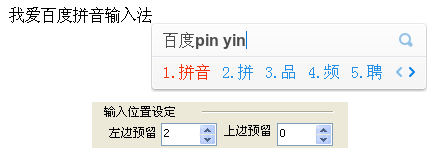 我爱百度拼音输入法
百度pin yin
1.拼音 2.拼 3.品 4.频 5.聘
输入位置设定
左边预留 2 上边预留 0